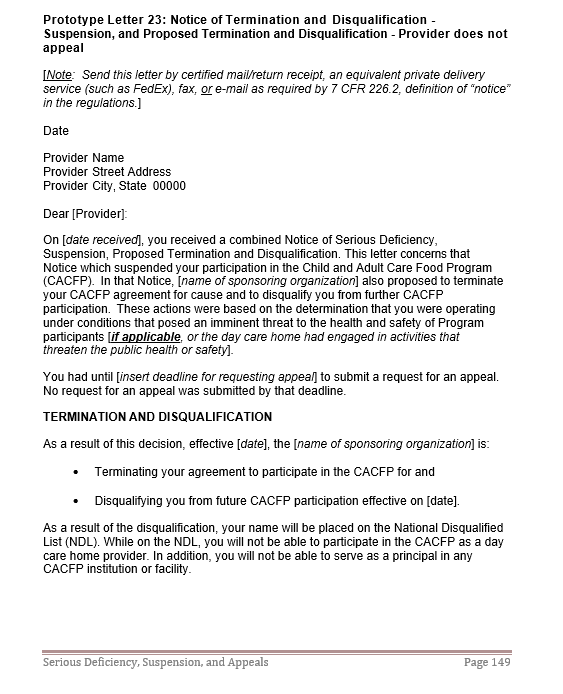 Prototype Letter 23: Notice of Termination and Disqualification -
Suspension, and Proposed Termination and Disqualification - Provider does not
appeal
[Note: Send this letter by certified mail/return receipt, an equivalent private delivery
service (such as FedEx), fax, or e-mail as required by 7 CFR 226.2, definition of “notice”
in the regulations.]
Date
Provider Name
Provider Street Address
Provider City, State 00000
Dear [Provider]:
On [date received], you received a combined Notice of Serious Deficiency,
Suspension, Proposed Termination and Disqualification. This letter concerns that
Notice which suspended your participation in the Child and Adult Care Food Program
(CACFP). In that Notice, [name of sponsoring organization] also proposed to terminate
your CACFP agreement for cause and to disqualify you from further CACFP
participation. These actions were based on the determination that you were operating
under conditions that posed an imminent threat to the health and safety of Program
participants [if applicable, or the day care home had engaged in activities that
threaten the public health or safety].
You had until [insert deadline for requesting appeal] to submit a request for an appeal.
No request for an appeal was submitted by that deadline.
TERMINATION AND DISQUALIFICATION
As a result of this decision, effective [date], the [name of sponsoring organization] is:
• Terminating your agreement to participate in the CACFP for and
• Disqualifying you from future CACFP participation effective on [date].
As a result of the disqualification, your name will be placed on the National Disqualified
List (NDL). While on the NDL, you will not be able to participate in the CACFP as a day
care home provider. In addition, you will not be able to serve as a principal in any
CACFP institution or facility.
Serious Deficiency, Suspension, and Appeals Page 149